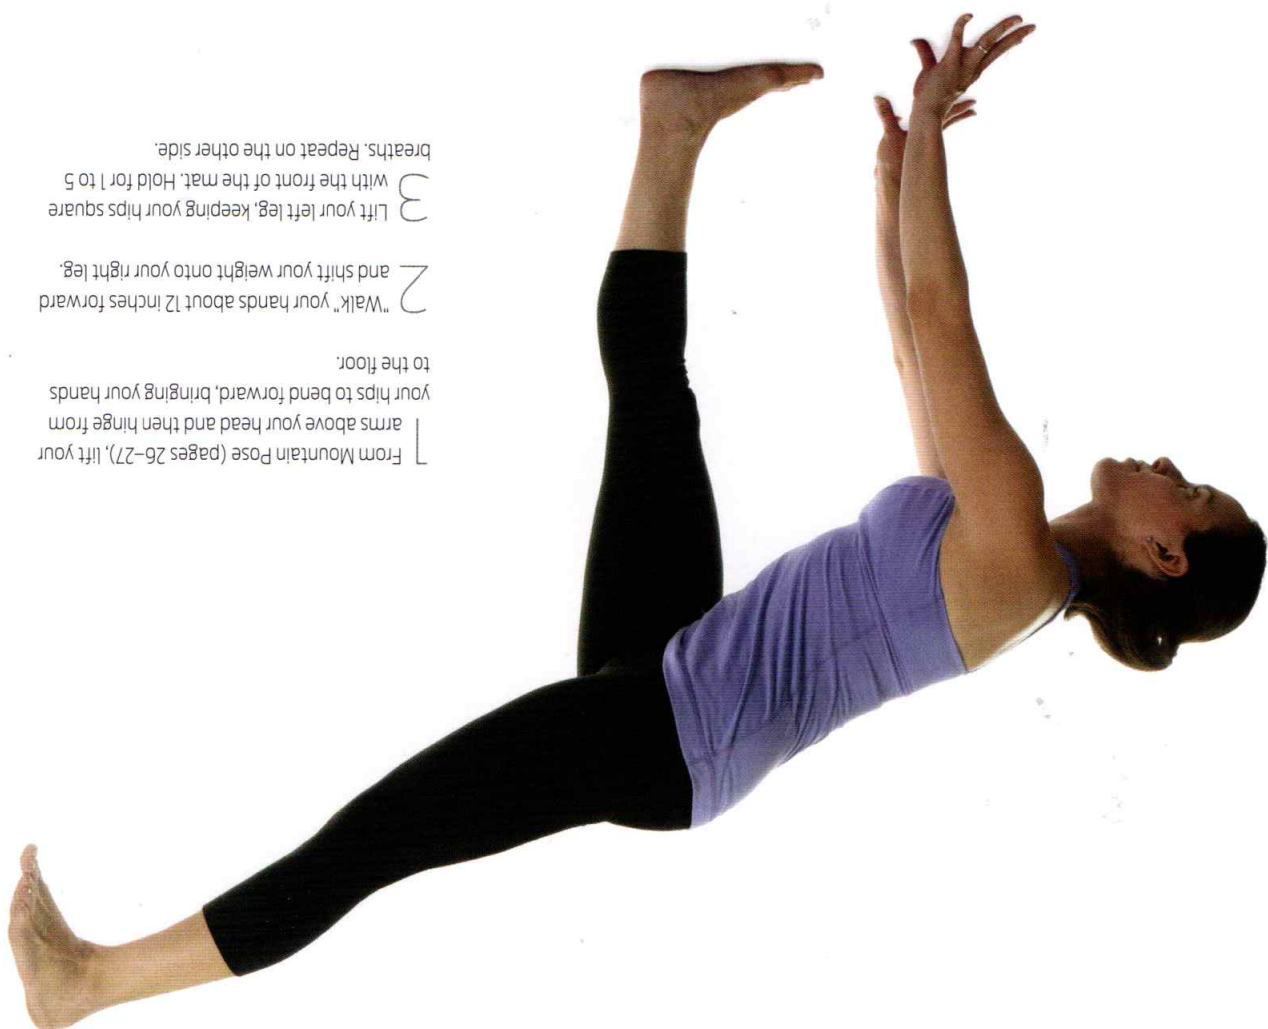 1 From Mountain Pose (pages 26–27), lift your
arms above your head and then hinge from
your hips to bend forward, bringing your hands
to the floor.
2 "Walk" your hands about 12 inches forward
and shift your weight onto your right leg.
3 Lift your left leg, keeping your hips square
with the front of the mat. Hold for 1 to 5
breaths. Repeat on the other side.